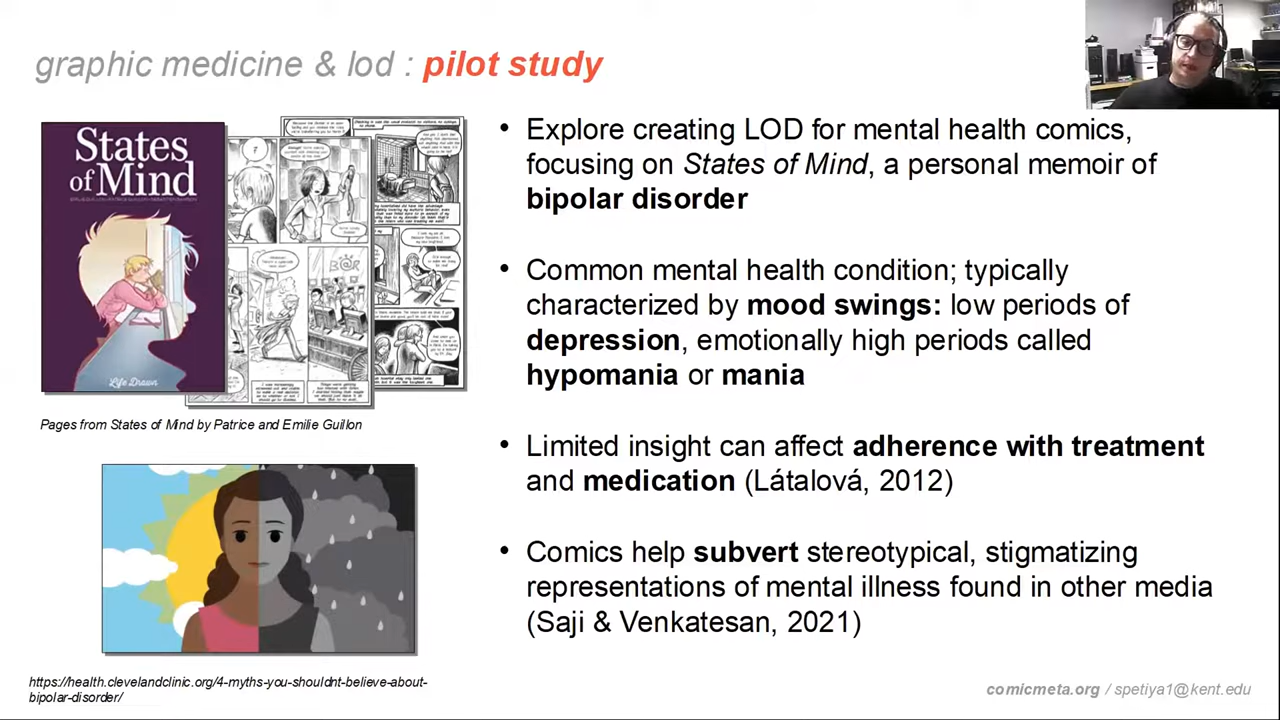 graphic medicine & lod : pilot study
States
of Mind
Life Drawn
?
BAR
Pages from States of Mind by Patrice and Emilie Guillon
https://health.clevelandclinic.org/4-myths-you-shouldnt-believe-about-
bipolar-disorder/
• Explore creating LOD for mental health comics,
focusing on States of Mind, a personal memoir of
bipolar disorder
• Common mental health condition; typically
characterized by mood swings: low periods of
depression, emotionally high periods called
hypomania or mania
• Limited insight can affect adherence with treatment
and medication (Látalová, 2012)
• Comics help subvert stereotypical, stigmatizing
representations of mental illness found in other media
(Saji & Venkatesan, 2021)
comicmeta.org / spetiya1@kent.edu